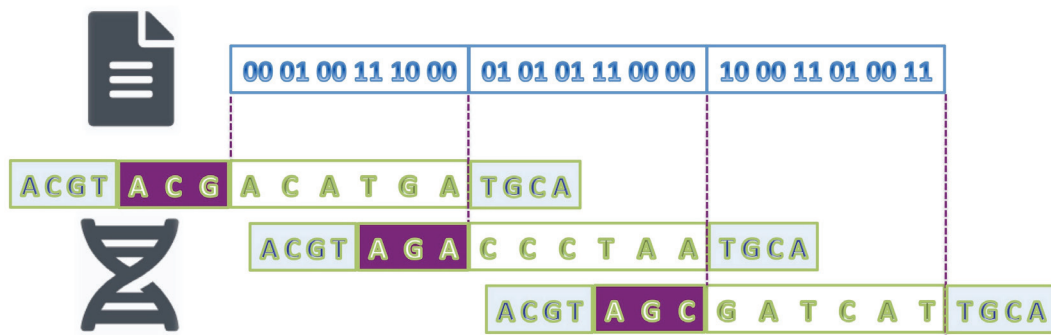 00 01 00 11 10 00 01 01 01 11 00 00 10 00 11 01 00 11
ACGT A C G A C A T G A TGCA
ACGT A G A C C C T A A TGCA
ACGT A G C G A T C A T TGCA